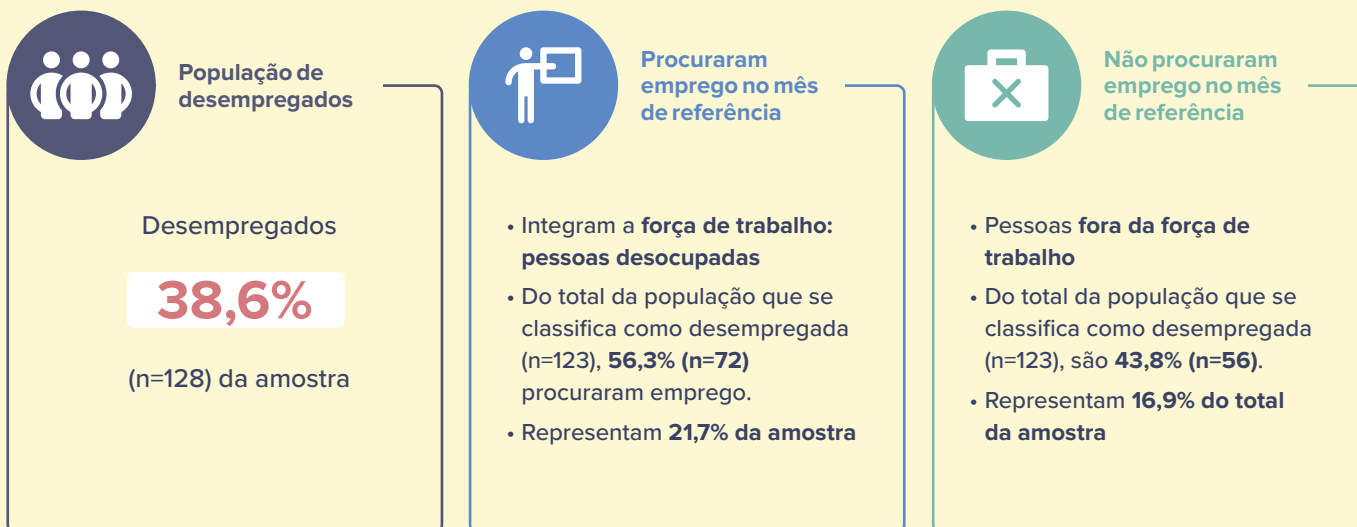 População de
desempregados
Desempregados
38,6%
(n=128) da amostra
Procuraram
emprego no mês
de referência
• Integram a força de trabalho:
pessoas desocupadas
• Do total da população que se
classifica como desempregada
(n=123), 56,3% (n=72)
procuraram emprego.
• Representam 21,7% da amostra
Não procuraram
emprego no mês
de referência
• Pessoas fora da força de
trabalho
• Do total da população que se
classifica como desempregada
(n=123), são 43,8% (n=56).
• Representam 16,9% do total
da amostra